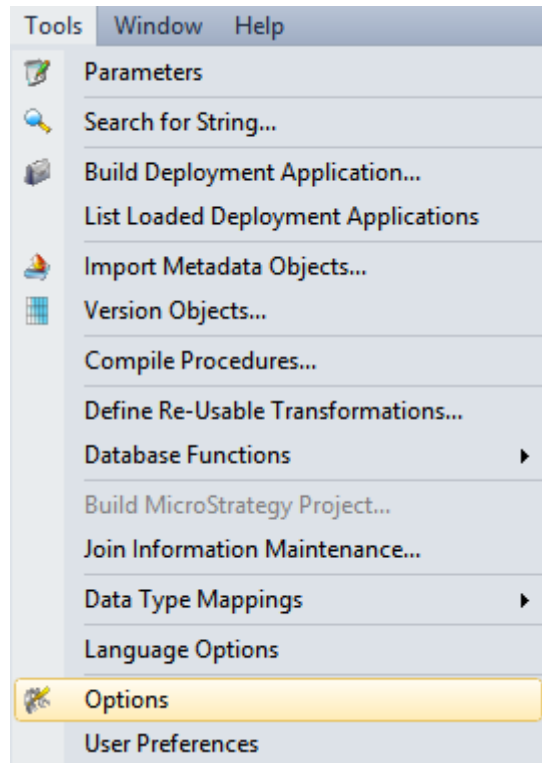 Tools Window Help
Parameters
Search for String...
Build Deployment Application...
List Loaded Deployment Applications
Import Metadata Objects...
Version Objects...
Compile Procedures...
Define Re-Usable Transformations...
Database Functions
Build MicroStrategy Project...
Join Information Maintenance...
Data Type Mappings
Language Options
Options
User Preferences